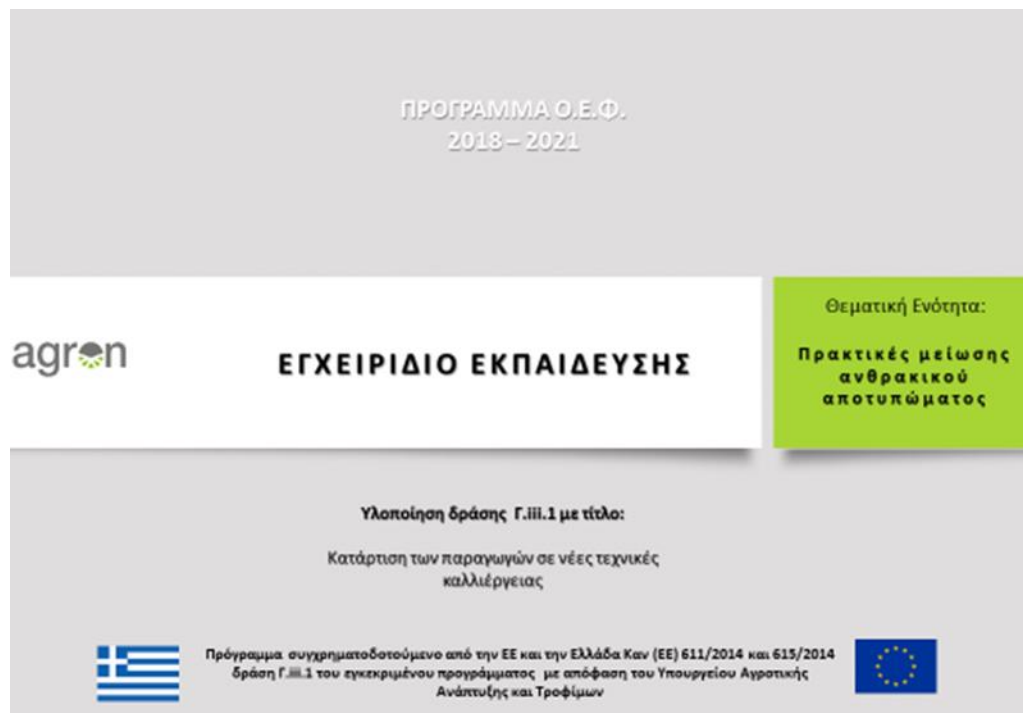 ΠΡΟΓΡΑΜΜΑ Ο.Ε.Φ.
2018 – 2021
agron
ΕΓΧΕΙΡΙΔΙΟ ΕΚΠΑΙΔΕΥΣΗΣ
Θεματική Ενότητα:
Πρακτικές μείωσης
ανθρακικού
αποτυπώματος
Υλοποίηση δράσης Γ.iii.1 με τίτλο:
Κατάρτιση των παραγωγών σε νέες τεχνικές
καλλιέργειας
Πρόγραμμα συγχρηματοδοτούμενο από την ΕΕ και την Ελλάδα Καν (ΕΕ) 611/2014 και 615/2014
δράση Γ.iii.1 του εγκεκριμένου προγράμματος με απόφαση του Υπουργείου Αγροτικής
Ανάπτυξης και Τροφίμων